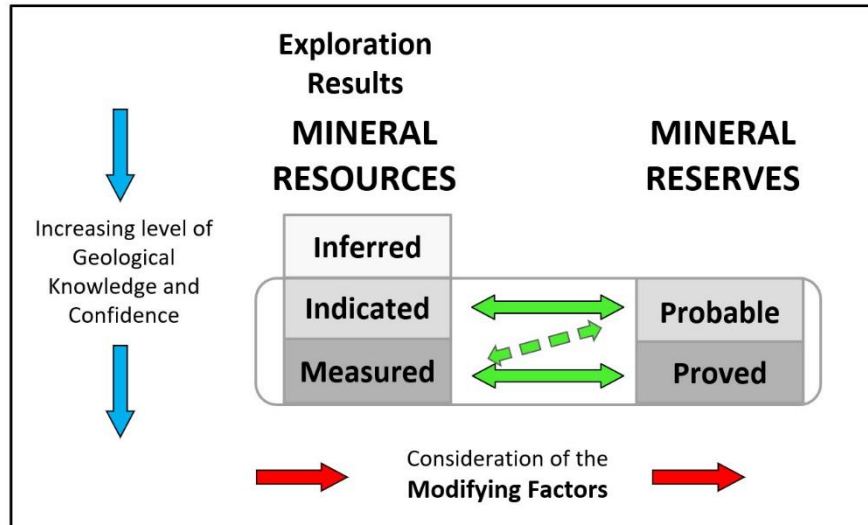 Exploration
Results
MINERAL
RESOURCES
MINERAL
RESERVES
Increasing level of
Geological
Knowledge and
Confidence
Inferred
Indicated
Probable
Measured
Proved
Consideration of the
Modifying Factors